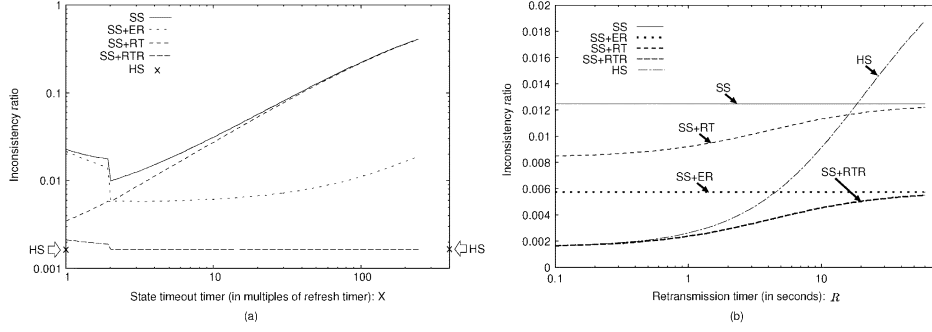 1
0.1
0.01
0.001
Inconsistency ratio
SS
SS+ER
SS+RT
SS+RTR
HS
HS
HS
1
10
100
State timeout timer (in multiples of refresh timer): X
(a)
0.02
0.018
0.016
0.014
0.012
0.01
0.008
0.006
0.004
0.002
0
Inconsistency ratio
SS
SS+ER
SS+RT
SS+RTR
HS
SS
HS
SS+RT
SS+ER
SS+RTR
0.1
1
10
Retransmission timer (in seconds): R
(b)